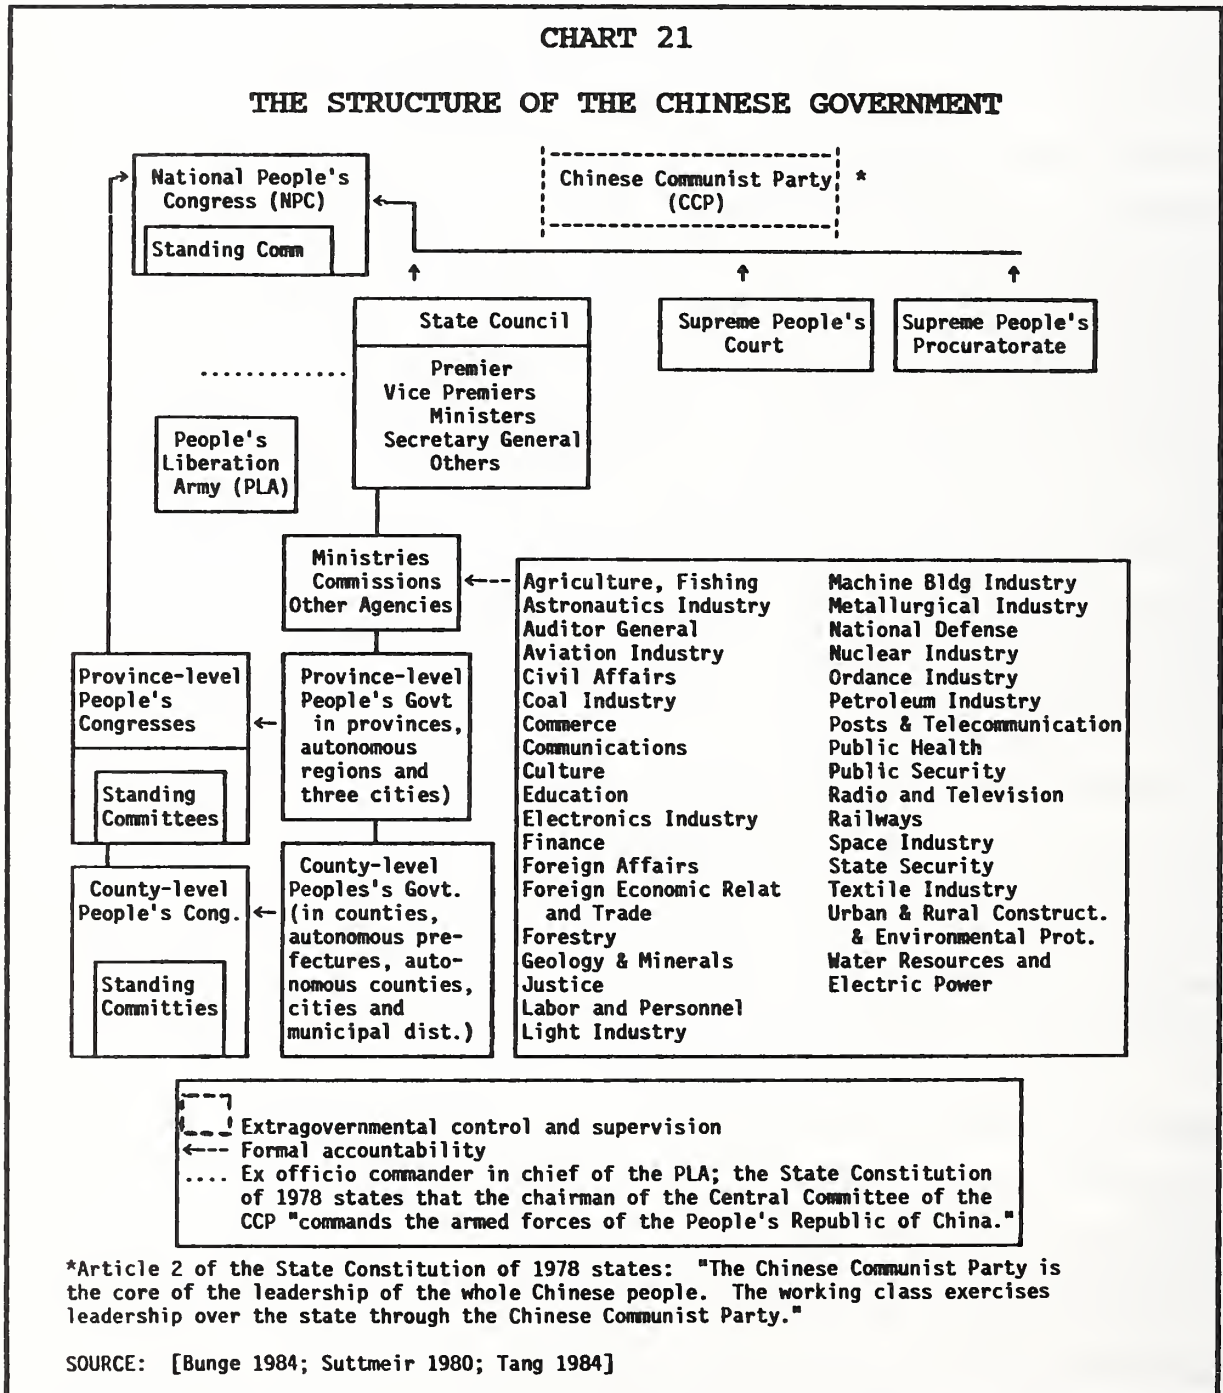 CHART 21
THE STRUCTURE OF THE CHINESE GOVERNMENT
National People's
Congress (NPC)
Standing Comm
Chinese Communist Party *
(CCP)
State Council
Premier
Vice Premiers
Ministers
Secretary General
Others
Supreme People's
Court
Supreme People's
Procuratorate
People's
Liberation
Army (PLA)
Ministries
Commissions
Other Agencies
Agriculture, Fishing
Astronautics Industry
Auditor General
Aviation Industry
Civil Affairs
Coal Industry
Commerce
Communications
Culture
Education
Electronics Industry
Finance
Foreign Affairs
Foreign Economic Relat
and Trade
Forestry
Geology & Minerals
Justice
Labor and Personnel
Light Industry
Machine Bldg Industry
Metallurgical Industry
National Defense
Nuclear Industry
Ordance Industry
Petroleum Industry
Posts & Telecommunication
Public Health
Public Security
Radio and Television
Railways
Space Industry
State Security
Textile Industry
Urban & Rural Construct.
& Environmental Prot.
Water Resources and
Electric Power
Province-level
People's
Congresses
Standing
Committees
Province-level
People's Govt
in provinces,
autonomous
regions and
three cities)
County-level
People's Cong.
Standing
Committies
County-level
Peoples's Govt.
(in counties,
autonomous pre-
fectures, auto-
nomous counties,
cities and
municipal dist.)
Extragovernmental control and supervision
Formal accountability
.... Ex officio commander in chief of the PLA; the State Constitution
of 1978 states that the chairman of the Central Committee of the
CCP "commands the armed forces of the People's Republic of China."
*Article 2 of the State Constitution of 1978 states: "The Chinese Communist Party is
the core of the leadership of the whole Chinese people. The working class exercises
leadership over the state through the Chinese Communist Party."
SOURCE: [Bunge 1984; Suttmeir 1980; Tang 1984]